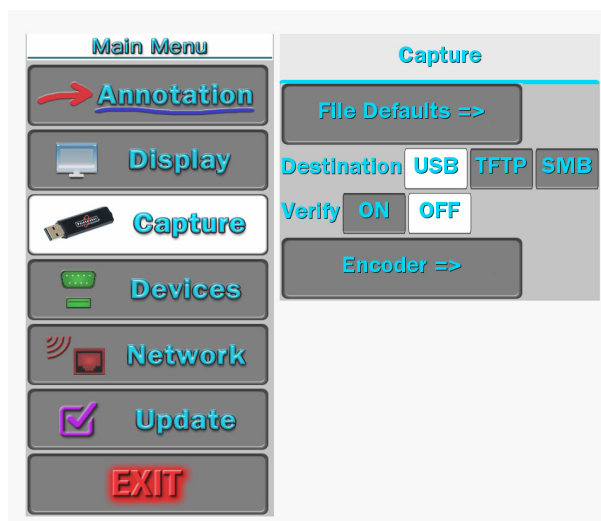 Main Menu
Annotation
Display
Capture
Devices
Network
Update
EXIT
Capture
File Defaults =>
Destination USB TFTP SMB
Verify ON OFF
Encoder =>